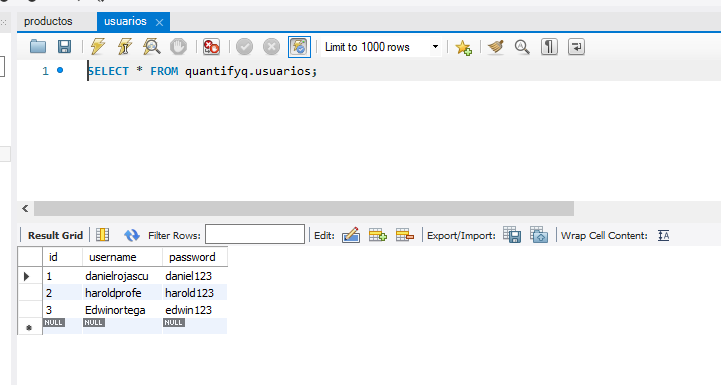 productos usuarios
Limit to 1000 rows
1 SELECT * FROM quantifyq.usuarios;
Result Grid Filter Rows: Edit: Export/Import: Wrap Cell Content:
id username password
1 danielrojascu daniel123
2 haroldprofe harold123
3 Edwinortega edwin123
NULL NULL NULL